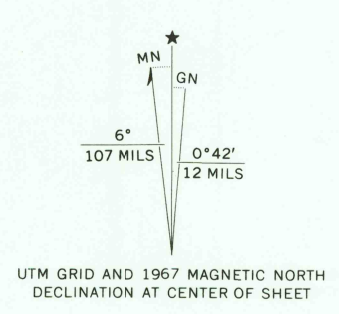 MN
GN
6°
107 MILS
0°42′
12 MILS
UTM GRID AND 1967 MAGNETIC NORTH
DECLINATION AT CENTER OF SHEET